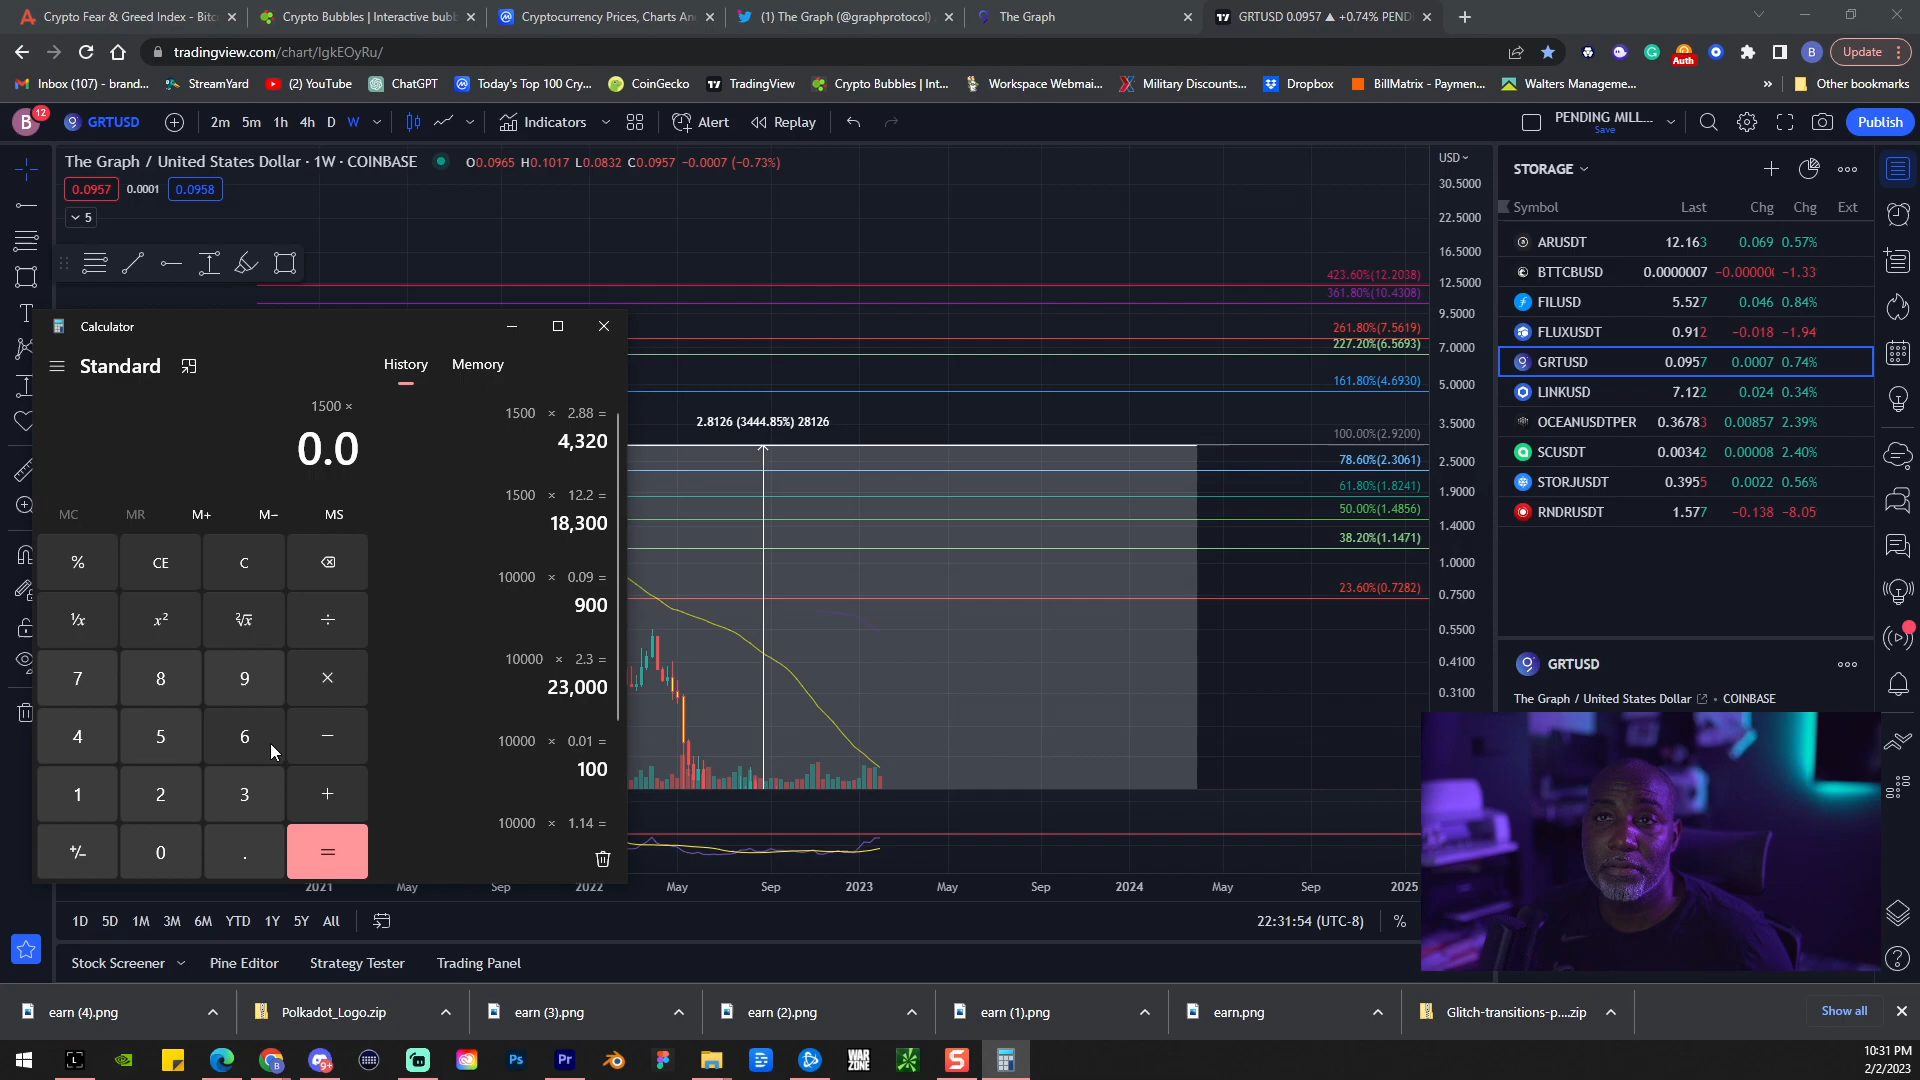 Crypto Fear & Greed Index - Bitc
Crypto Bubbles | Interactive bubb
Cryptocurrency Prices, Charts An
(1) The Graph (@graphprotocol)
The Graph
GRTUSD 0.0957 ▲ +0.74% PEND
tradingview.com/chart/IgkEOyRu/
Auth
B
Update
Inbox (107) - brand...
StreamYard
(2) YouTube
ChatGPT
Today's Top 100 Cry...
CoinGecko
TradingView
Crypto Bubbles | Int...
Workspace Webmai...
Military Discounts...
Dropbox
BillMatrix - Paymen...
Walters Manageme...
»
Other bookmarks
B 12
GRTUSD
2m 5m 1h 4h D W
Indicators
Alert
Replay
PENDING MILL...
Save
Publish
The Graph / United States Dollar · 1W · COINBASE
O0.0965 H0.1017 L0.0832 C0.0957 −0.0007 (−0.73%)
0.0957 0.0001 0.0958
5
USD
30.5000
22.5000
16.5000
12.5000
9.5000
7.0000
5.0000
3.5000
2.5000
1.9000
1.4000
1.0000
0.7500
0.5500
0.4100
0.3100
423.60%(12.2038)
361.80%(10.4308)
261.80%(7.5619)
227.20%(6.5693)
161.80%(4.6930)
100.00%(2.9200)
78.60%(2.3061)
61.80%(1.8241)
50.00%(1.4856)
38.20%(1.1471)
23.60%(0.7282)
2.8126 (3444.85%) 28126
Calculator
Standard
History Memory
1500 ×
0.0
MC MR M+ M− MS
% CE C
¹/x x² ²√x ÷
7 8 9 ×
4 5 6 −
1 2 3 +
+/− 0 . =
1500 × 2.88 =
4,320
1500 × 12.2 =
18,300
10000 × 0.09 =
900
10000 × 2.3 =
23,000
10000 × 0.01 =
100
10000 × 1.14 =
2021 May Sep 2022 May Sep 2023 May Sep 2024 May Sep 2025
1D 5D 1M 3M 6M YTD 1Y 5Y All
22:31:54 (UTC-8) %
Stock Screener
Pine Editor
Strategy Tester
Trading Panel
STORAGE
Symbol Last Chg Chg Ext
ARUSDT 12.163 0.069 0.57%
BTTCBUSD 0.0000007 −0.00000( −1.33
FILUSD 5.527 0.046 0.84%
FLUXUSDT 0.912 −0.018 −1.94
GRTUSD 0.0957 0.0007 0.74%
LINKUSD 7.122 0.024 0.34%
OCEANUSDTPER 0.36783 0.00857 2.39%
SCUSDT 0.00342 0.00008 2.40%
STORJUSDT 0.3955 0.0022 0.56%
RNDRUSDT 1.577 −0.138 −8.05
GRTUSD
The Graph / United States Dollar • COINBASE
earn (4).png
Polkadot_Logo.zip
earn (3).png
earn (2).png
earn (1).png
earn.png
Glitch-transitions-p....zip
Show all
L
9+
Ps
Pr
WAR
ZONE
S
10:31 PM
2/2/2023